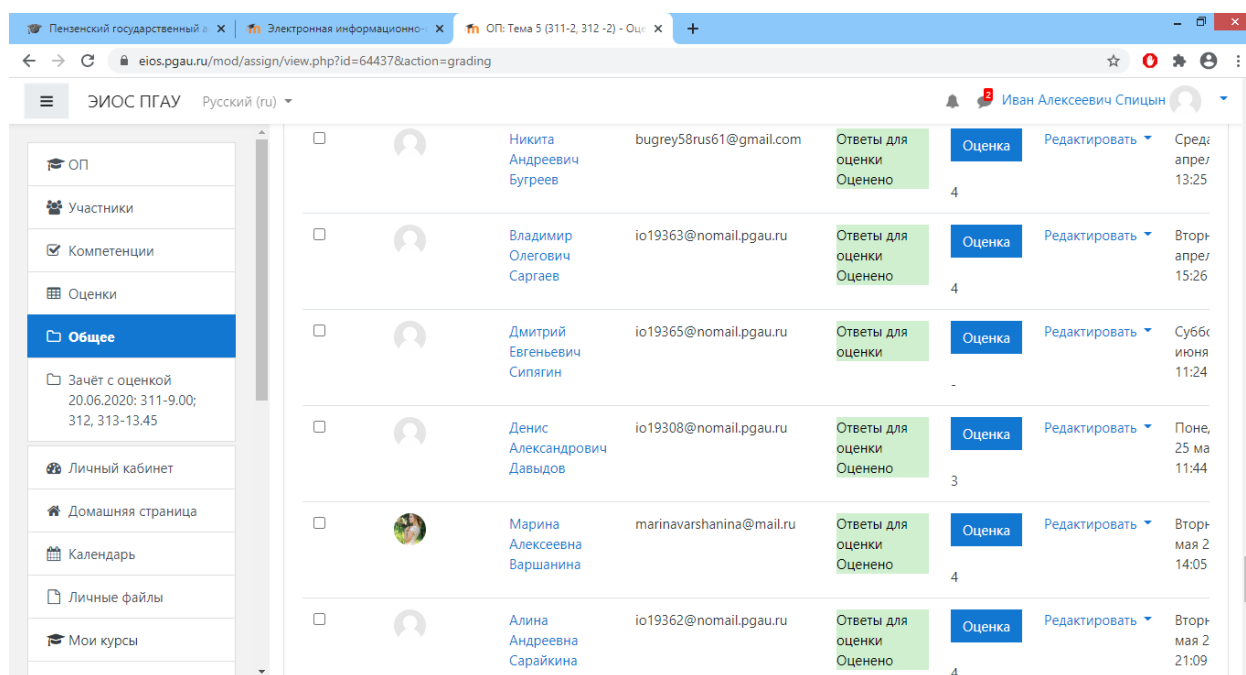 Пензенский государственный а
Электронная информационно-о
ОП: Тема 5 (311-2, 312 -2) - Оце
eios.pgau.ru/mod/assign/view.php?id=64437&action=grading
ЭИОС ПГАУ Русский (ru)
2
Иван Алексеевич Спицын
ОП
Участники
Компетенции
Оценки
Общее
Зачёт с оценкой
20.06.2020: 311-9.00;
312, 313-13.45
Личный кабинет
Домашняя страница
Календарь
Личные файлы
Мои курсы
Никита bugrey58rus61@gmail.com Ответы для Оценка Редактировать Среда
Андреевич оценки апрел
Бугреев Оценено 13:25
4
Владимир io19363@nomail.pgau.ru Ответы для Оценка Редактировать Вторн
Олегович оценки апрел
Саргаев Оценено 15:26
4
Дмитрий io19365@nomail.pgau.ru Ответы для Оценка Редактировать Суббо
Евгеньевич оценки июня
Сипягин 11:24
-
Денис io19308@nomail.pgau.ru Ответы для Оценка Редактировать Поне,
Александрович оценки 25 ма
Давыдов Оценено 11:44
3
Марина marinavarshanina@mail.ru Ответы для Оценка Редактировать Вторн
Алексеевна оценки мая 2
Варшанина Оценено 14:05
4
Алина io19362@nomail.pgau.ru Ответы для Оценка Редактировать Вторн
Андреевна оценки мая 2
Сарайкина Оценено 21:09
4